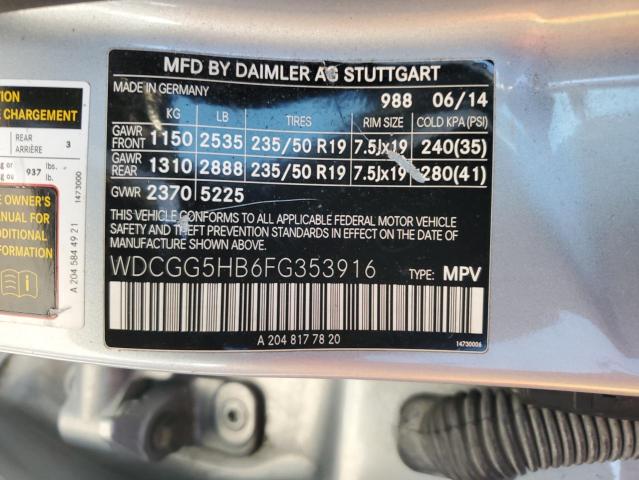 TION
E CHARGEMENT
REAR
ARRIÈRE
3
937 lbs.
1473000
E OWNER'S
ANUAL FOR
DDITIONAL
FORMATION
A 204 584 49 21
MFD BY DAIMLER AG STUTTGART
MADE IN GERMANY
988 06/14
KG LB TIRES RIM SIZE COLD KPA(PSI)
GAWR FRONT 1150 2535 235/50 R19 7.5Jx19 240(35)
GAWR REAR 1310 2888 235/50 R19 7.5Jx19 280(41)
GVWR 2370 5225
THIS VEHICLE CONFORMS TO ALL APPLICABLE FEDERAL MOTOR VEHICLE
SAFETY AND THEFT PREVENTION STANDARDS IN EFFECT ON THE
DATE OF MANUFACTURE SHOWN ABOVE.
WDCGG5HB6FG353916 TYPE: MPV
A 204 817 78 20
14730006